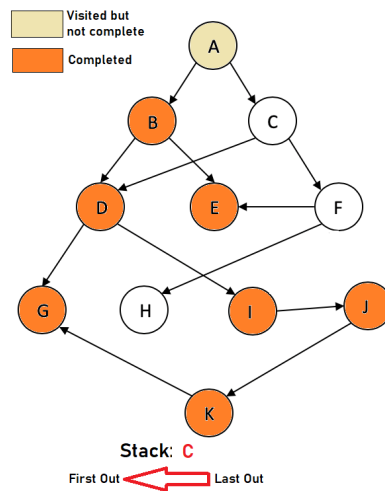 Visited but
not complete
Completed
A
B
C
D
E
F
G
H
I
J
K
Stack: C
First Out
Last Out